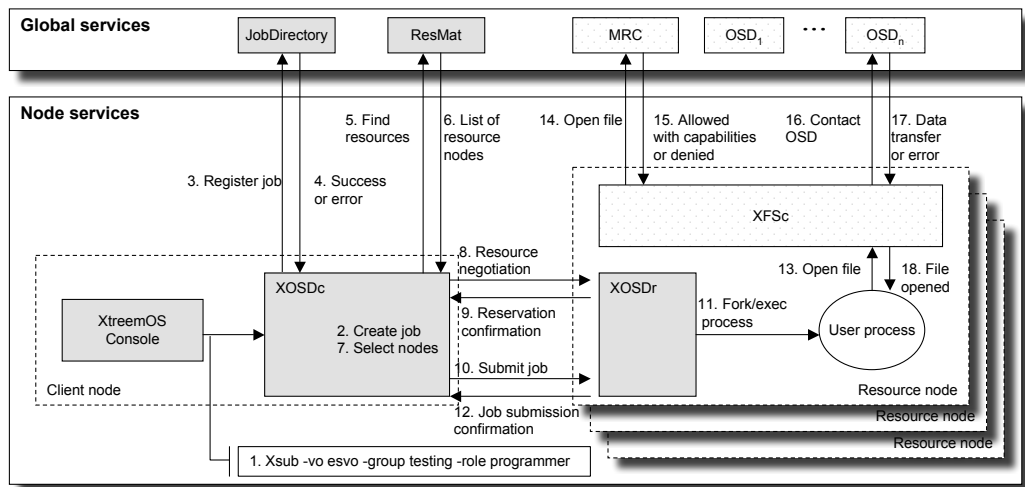 Global services
JobDirectory
ResMat
MRC
OSD1
...
OSDn
Node services
5. Find
resources
6. List of
resource
nodes
14. Open file
15. Allowed
with capabilities
or denied
16. Contact
OSD
17. Data
transfer
or error
3. Register job
4. Success
or error
XFSc
8. Resource
negotiation
13. Open file
18. File
opened
XOSDc
XOSDr
XtreemOS
Console
2. Create job
7. Select nodes
9. Reservation
confirmation
11. Fork/exec
process
User process
10. Submit job
Client node
Resource node
12. Job submission
confirmation
Resource node
Resource node
1. Xsub -vo esvo -group testing -role programmer